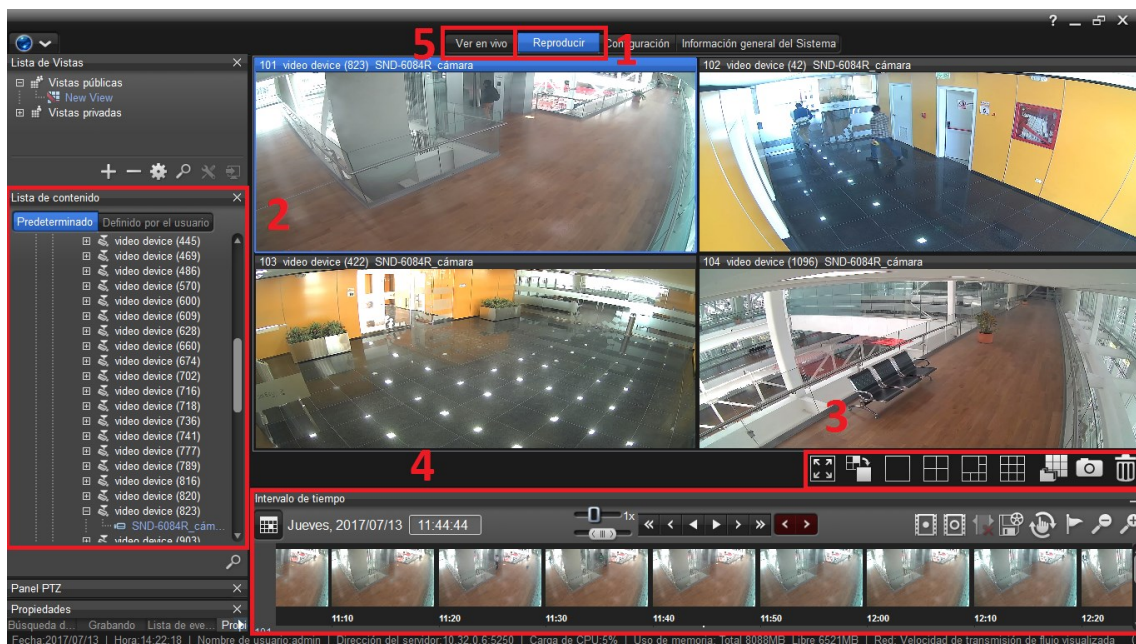 5
Ver en vivo
Reproducir
1
Configuración
Información general del Sistema
Lista de Vistas
Vistas públicas
New View
Vistas privadas
Lista de contenido
Predeterminado
Definido por el usuario
video device (445)
video device (469)
video device (486)
video device (570)
video device (600)
video device (609)
video device (628)
video device (660)
video device (674)
video device (702)
video device (716)
video device (718)
video device (736)
video device (741)
video device (777)
video device (789)
video device (816)
video device (820)
video device (823)
SND-6084R_cám...
video device (903)
Panel PTZ
Propiedades
Búsqueda d...
Grabando
Lista de eve...
Propi
101 video device (823) SND-6084R_cámara
2
102 video device (42) SND-6084R_cámara
103 video device (422) SND-6084R_cámara
104 video device (1096) SND-6084R_cámara
3
4
Intervalo de tiempo
Jueves, 2017/07/13 11:44:44
1x
11:10 11:20 11:30 11:40 11:50 12:00 12:10 12:20
101
Fecha:2017/07/13 | Hora:14:22:18 | Nombre de usuario:admin | Dirección del servidor:10.32.0.6:5250 | Carga de CPU:5% | Uso de memoria: Total 8088MB, Libre 6521MB | Red: Velocidad de transmisión de flujo visualizada